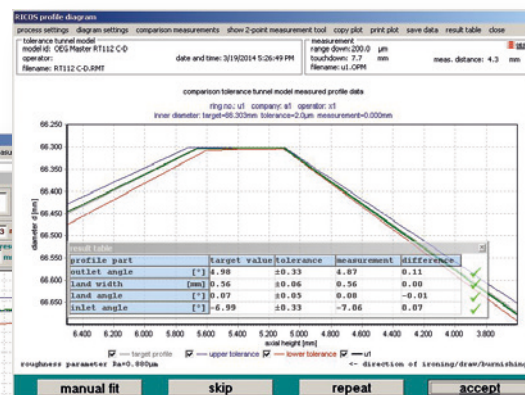 RICOS profile diagram
process settings diagram settings comparison measurements show 2-point measurement tool copy plot print plot save data result table close
tolerance tunnel model
model id: OEG Master RT112 C-D
operator:
date and time: 3/19/2014 5:26:49 PM
filename: RT112 C-D.RMT
measurement
range down: 200.0 µm
touchdown: 7.7 mm
meas. distance: 4.3 mm
filename: u1.OPM
comparison tolerance tunnel model measured profile data
ring no.: u1 company: a1 operator: x1
inner diameter: target=66.303mm tolerance=2.0µm measurement=0.000mm
diameter d [mm]
66.250
66.300
66.350
66.400
66.450
66.500
66.550
66.600
66.650
result table
profile part target value tolerance measurement difference
outlet angle [°] 4.98 ±0.33 4.87 0.11
land width [mm] 0.56 ±0.06 0.56 0.00
land angle [°] 0.07 ±0.05 0.08 -0.01
inlet angle [°] -6.99 ±0.33 -7.06 0.07
6.400 6.200 6.000 5.800 5.600 5.400 5.200 5.000 4.800 4.600 4.400 4.200 4.000 3.800 3.600
axial height [mm]
target profile upper tolerance lower tolerance u1
roughness parameter Ra=0.880µm
<- direction of ironing/draw/burnishing
manual fit skip repeat accept